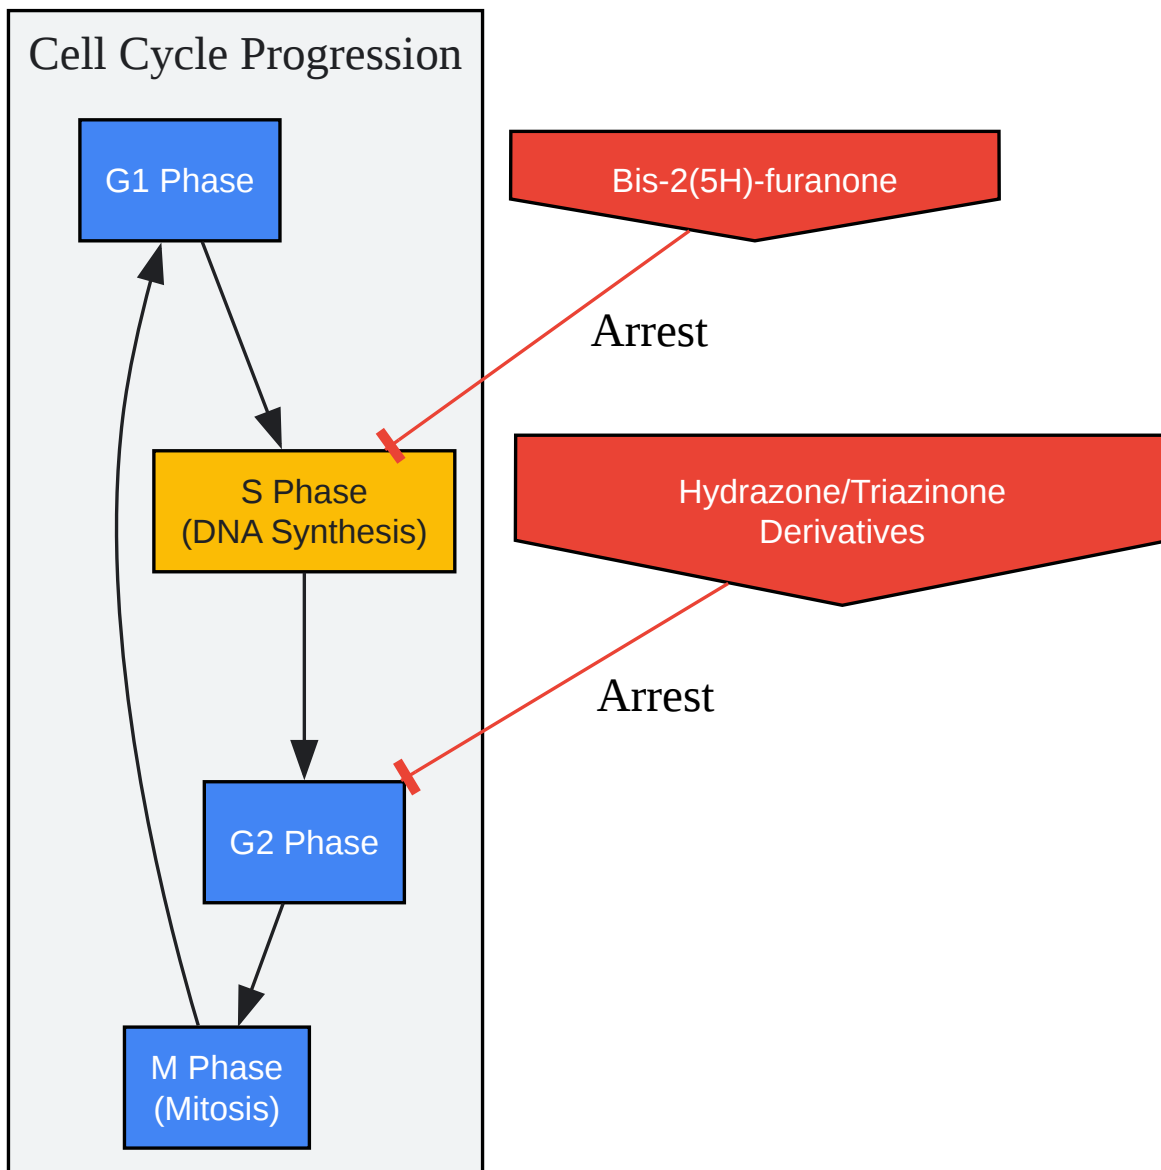 Cell Cycle Progression
G1 Phase
Bis-2(5H)-furanone
Arrest
S Phase
(DNA Synthesis)
Hydrazone/Triazinone
Derivatives
Arrest
G2 Phase
M Phase
(Mitosis)